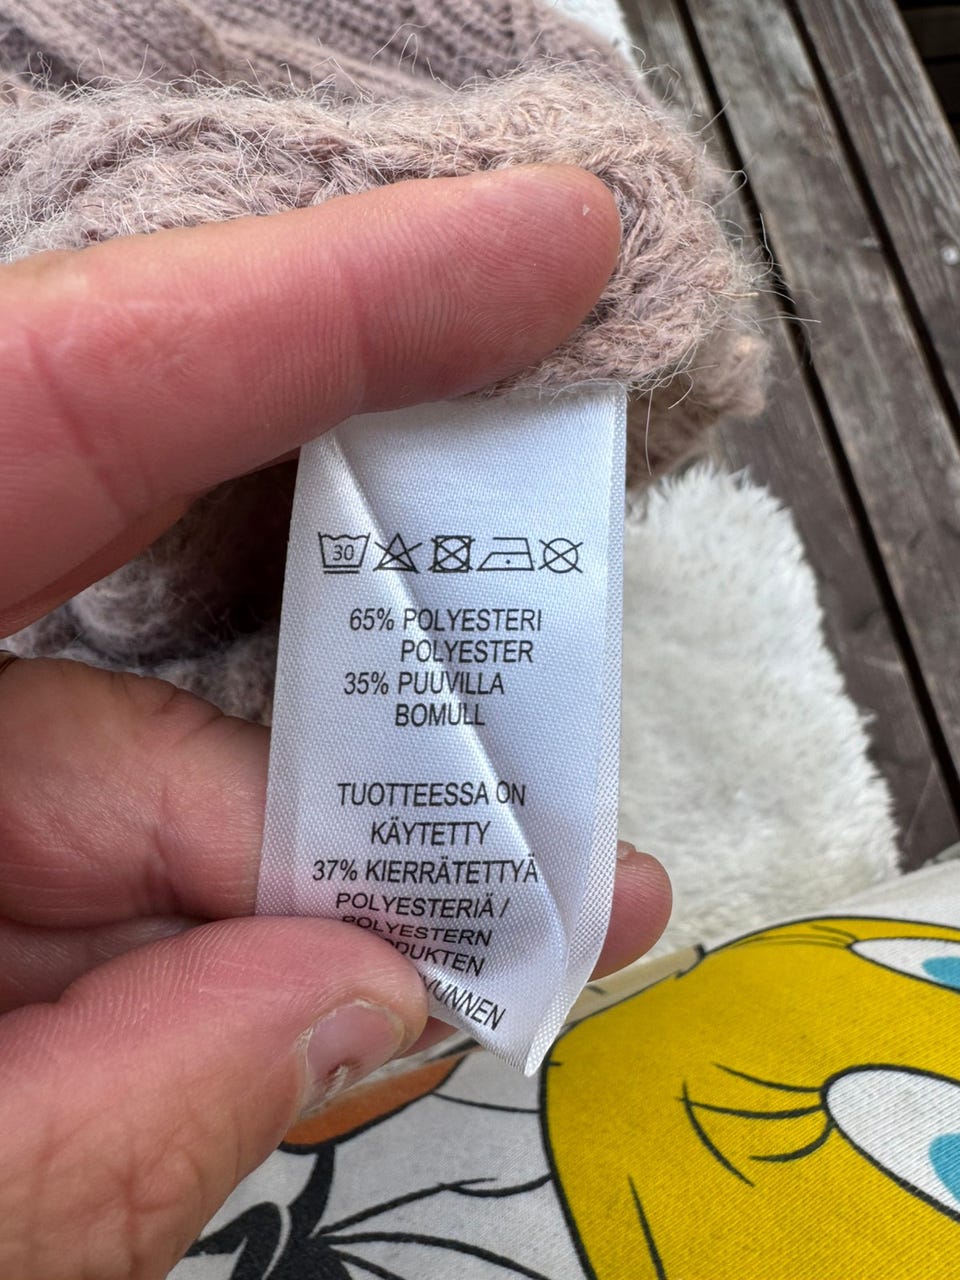 30
65% POLYESTERI
POLYESTER
35% PUUVILLA
BOMULL
TUOTTEESSA ON
KÄYTETTY
37% KIERRÄTETTYÄ
POLYESTERIÄ /
POLYESTERN